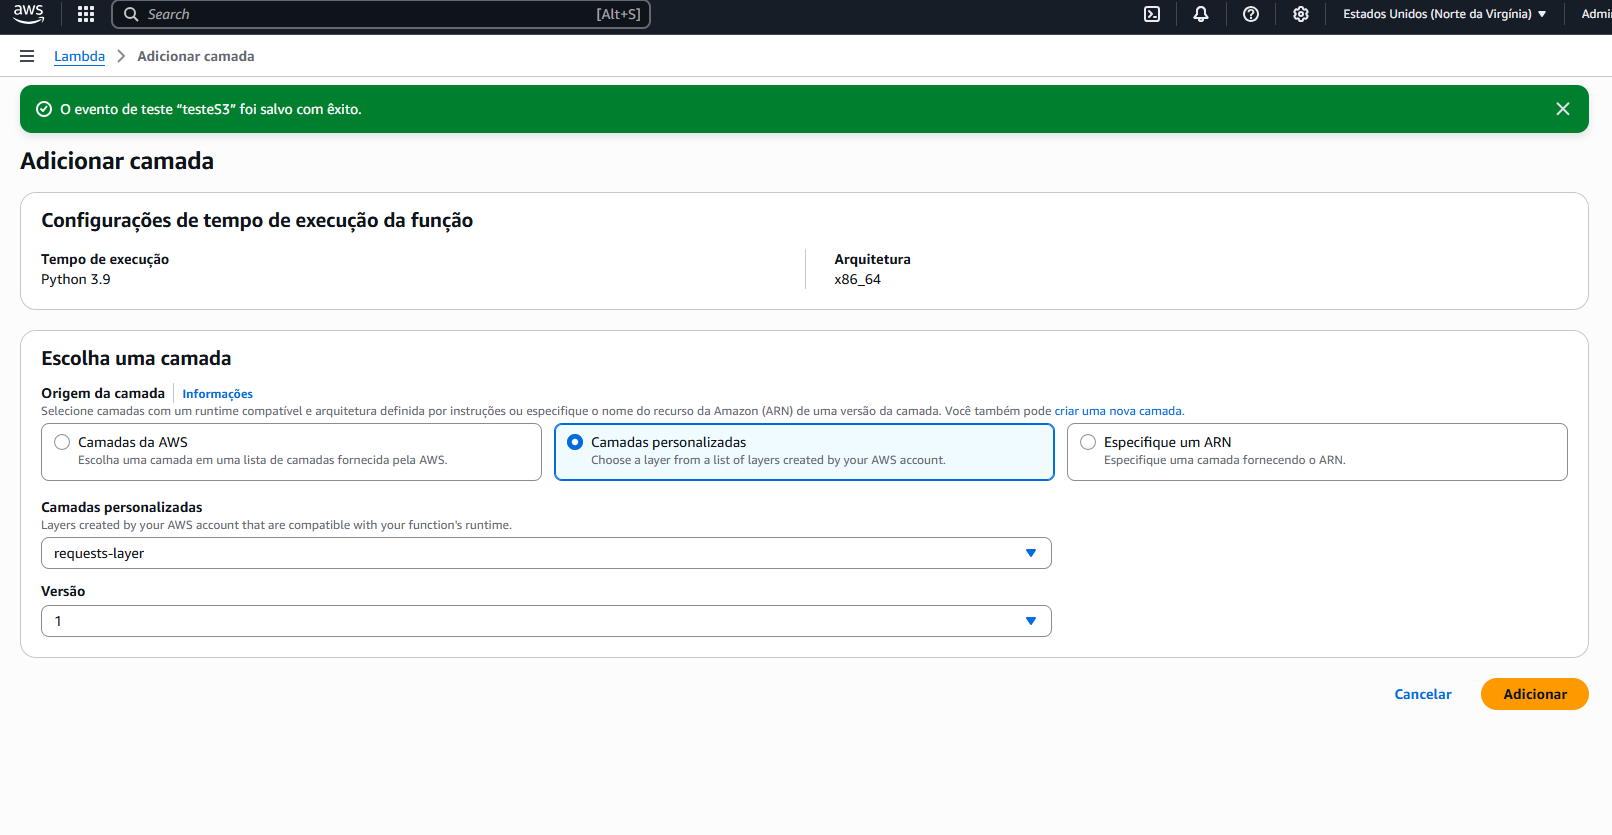 aws
Search
[Alt+S]
Estados Unidos (Norte da Virgínia)
Admi
Lambda
Adicionar camada
O evento de teste “testeS3” foi salvo com êxito.
Adicionar camada
Configurações de tempo de execução da função
Tempo de execução
Python 3.9
Arquitetura
x86_64
Escolha uma camada
Origem da camada
Informações
Selecione camadas com um runtime compatível e arquitetura definida por instruções ou especifique o nome do recurso da Amazon (ARN) de uma versão da camada. Você também pode criar uma nova camada.
Camadas da AWS
Escolha uma camada em uma lista de camadas fornecida pela AWS.
Camadas personalizadas
Choose a layer from a list of layers created by your AWS account.
Especifique um ARN
Especifique uma camada fornecendo o ARN.
Camadas personalizadas
Layers created by your AWS account that are compatible with your function's runtime.
requests-layer
Versão
1
Cancelar
Adicionar